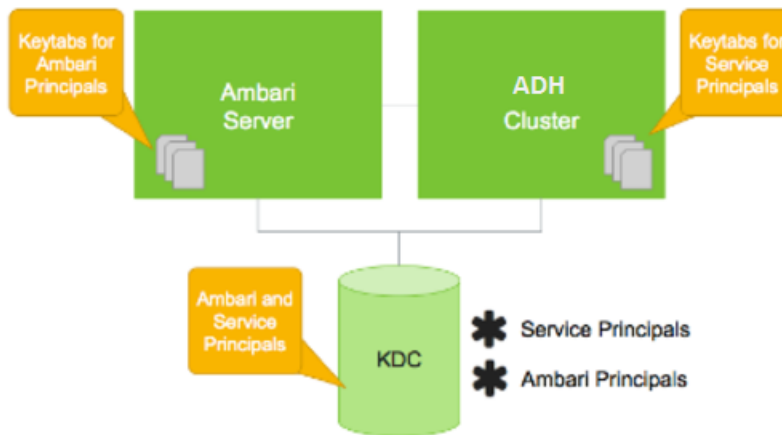 Keytabs for
Ambari
Principals
Ambari
Server
ADH
Cluster
Keytabs for
Service
Principals
Ambari and
Service
Principals
KDC
Service Principals
Ambari Principals